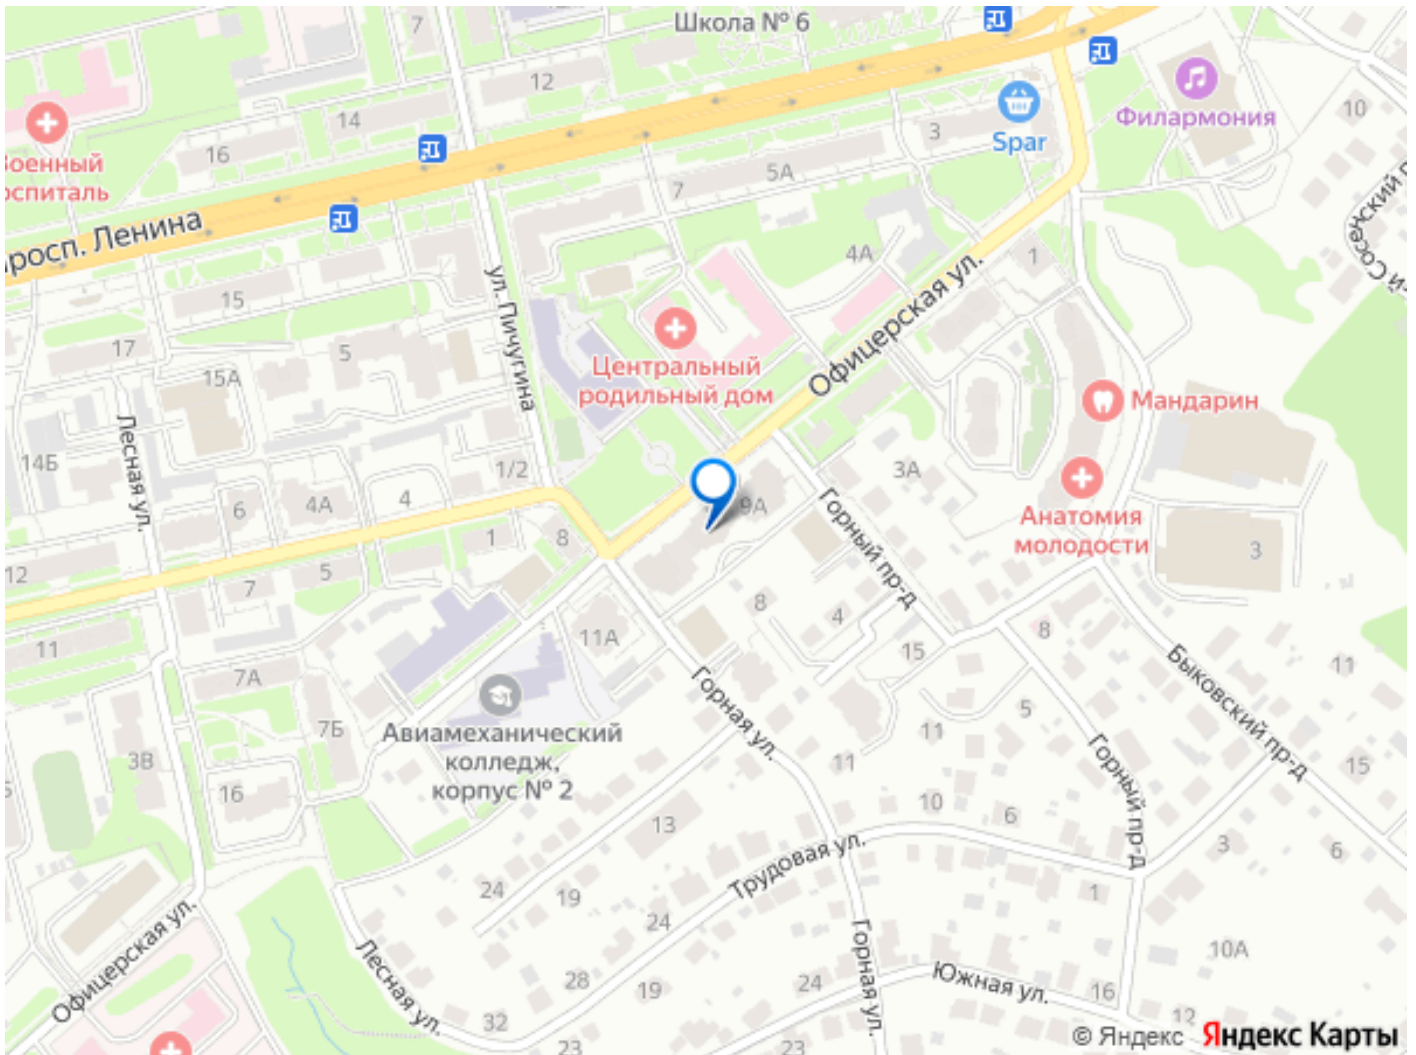 Школа № 6
7
12
10
Филармония
14
3
Spar
16
5А
Военный
госпиталь
7
просп. Ленина
4А
1
15
ул. Пичугина
Офицерская ул.
17
5
Центральный
родильный дом
15А
Мандарин
Лесная ул.
14Б
1/2
3А
6
4А
4
9А
Анатомия
молодости
Горный пр-д
1
8
3
12
5
7
8
4
8
11А
11
15
7А
Быковский пр-д
11
Горная ул.
5
7Б
Авиамеханический
колледж,
корпус № 2
11
Горный пр-д
3В
11
15
16
10
6
13
Трудовая ул.
3
6
24
19
1
24
Офицерская ул.
Лесная ул.
Горная ул.
10А
28
19
24
Южная ул.
16
32
12
23
23
© Яндекс Яндекс Карты